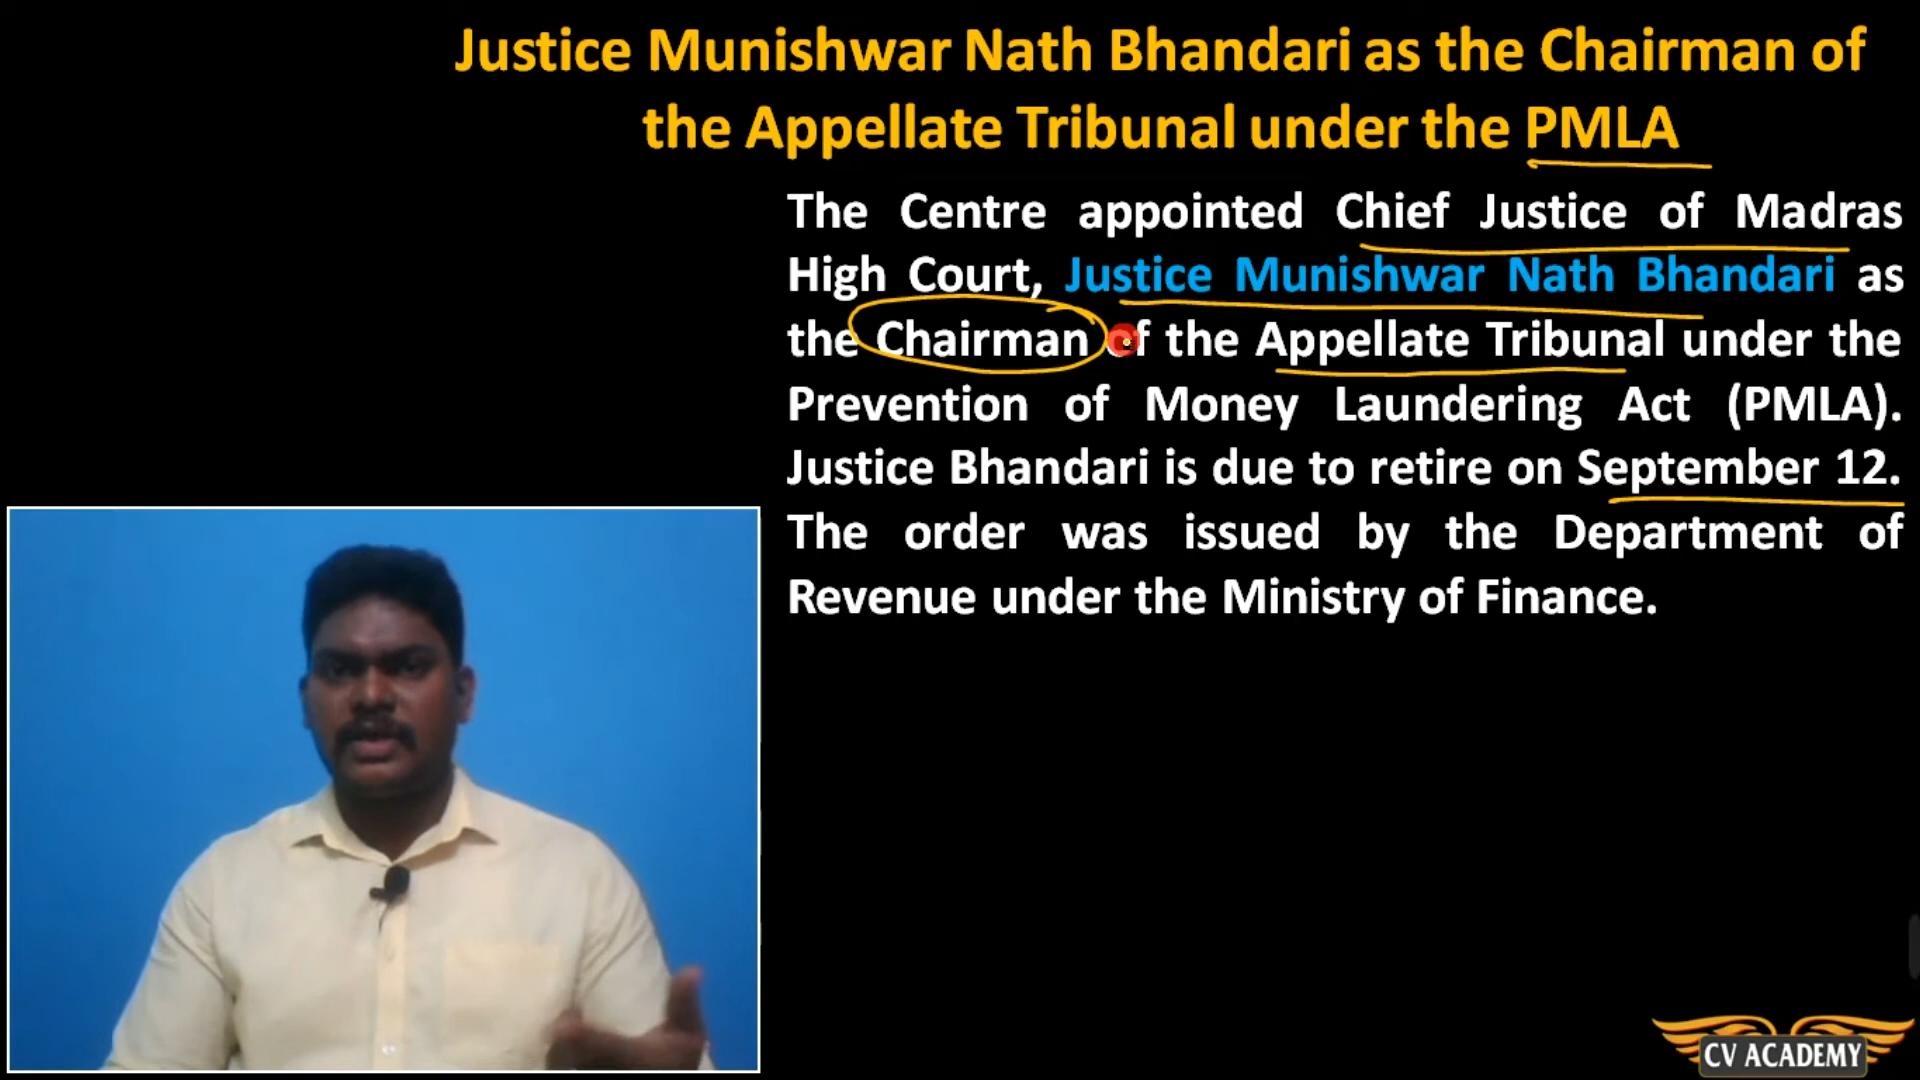 Justice Munishwar Nath Bhandari as the Chairman of
the Appellate Tribunal under the PMLA
The Centre appointed Chief Justice of Madras
High Court, Justice Munishwar Nath Bhandari as
the Chairman of the Appellate Tribunal under the
Prevention of Money Laundering Act (PMLA).
Justice Bhandari is due to retire on September 12.
The order was issued by the Department of
Revenue under the Ministry of Finance.
CV ACADEMY